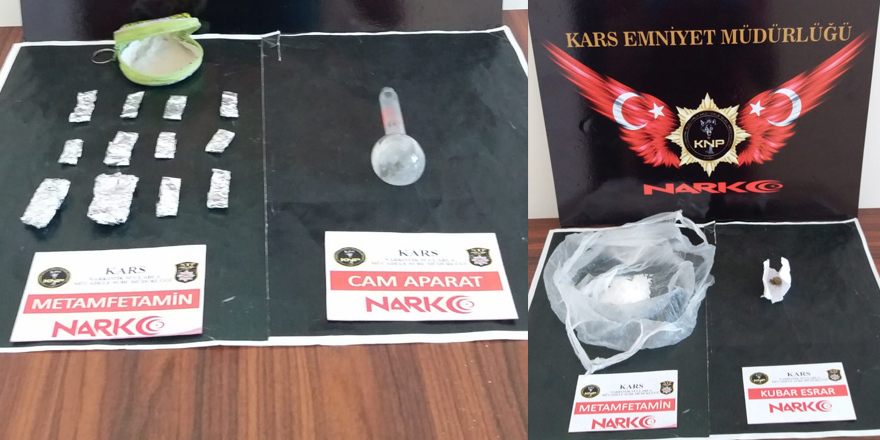 KARS
METAMFETAMİN
NARKO
KNP
KARS
CAM APARAT
NARKO
KARS EMNİYET MÜDÜRLÜĞÜ
KNP
NARKO
KARS
METAMFETAMİN
NARKO
KARS
KUBAR ESRAR
NARKO